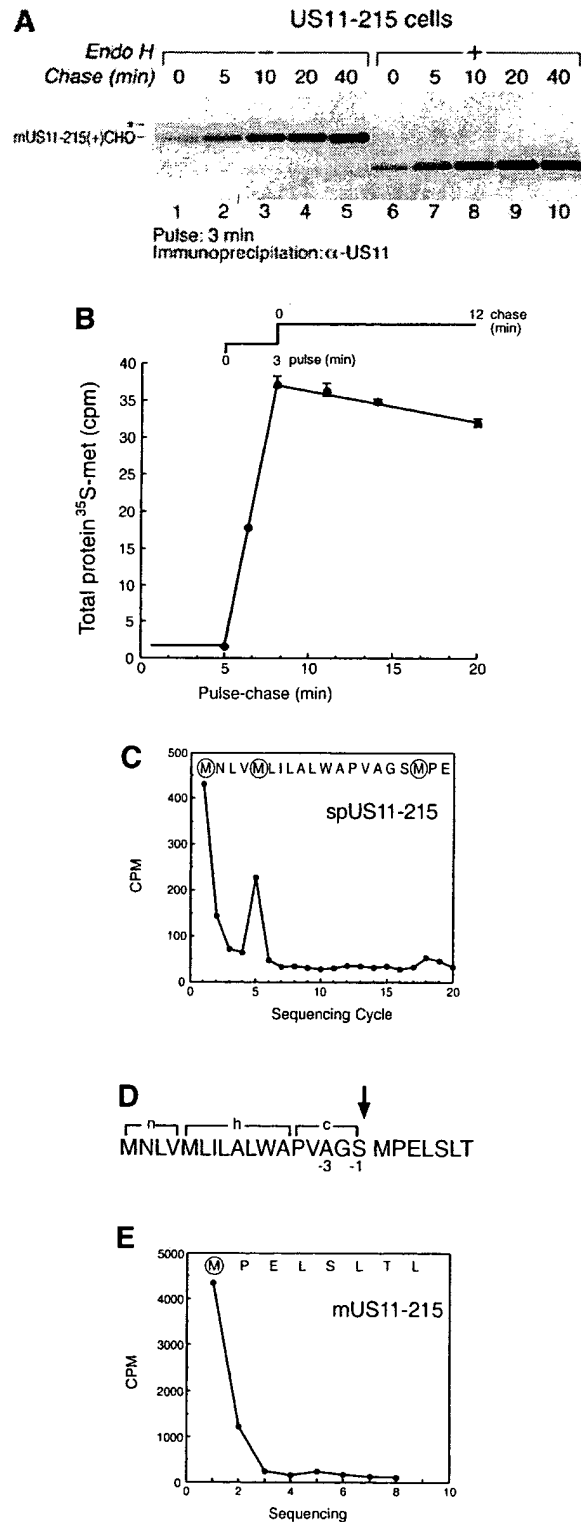 A
US11-215 cells
Endo H − +
Chase (min) 0 5 10 20 40 0 5 10 20 40
mUS11-215(+)CHO–
1 2 3 4 5 6 7 8 9 10
Pulse: 3 min
Immunoprecipitation:α-US11
B
0 12 chase (min)
0 3 pulse (min)
Total protein ³⁵S-met (cpm)
40
35
30
25
20
15
10
5
0
0 5 10 15 20
Pulse-chase (min)
C
M N L V M L I L A L W A P V A G S M P E
spUS11-215
CPM
500
400
300
200
100
0
0 5 10 15 20
Sequencing Cycle
D
n h c
MNLVMLILALWAPVAGS MPELSLT
-3 -1
E
M P E L S L T L
mUS11-215
CPM
5000
4000
3000
2000
1000
0
0 2 4 6 8 10
Sequencing